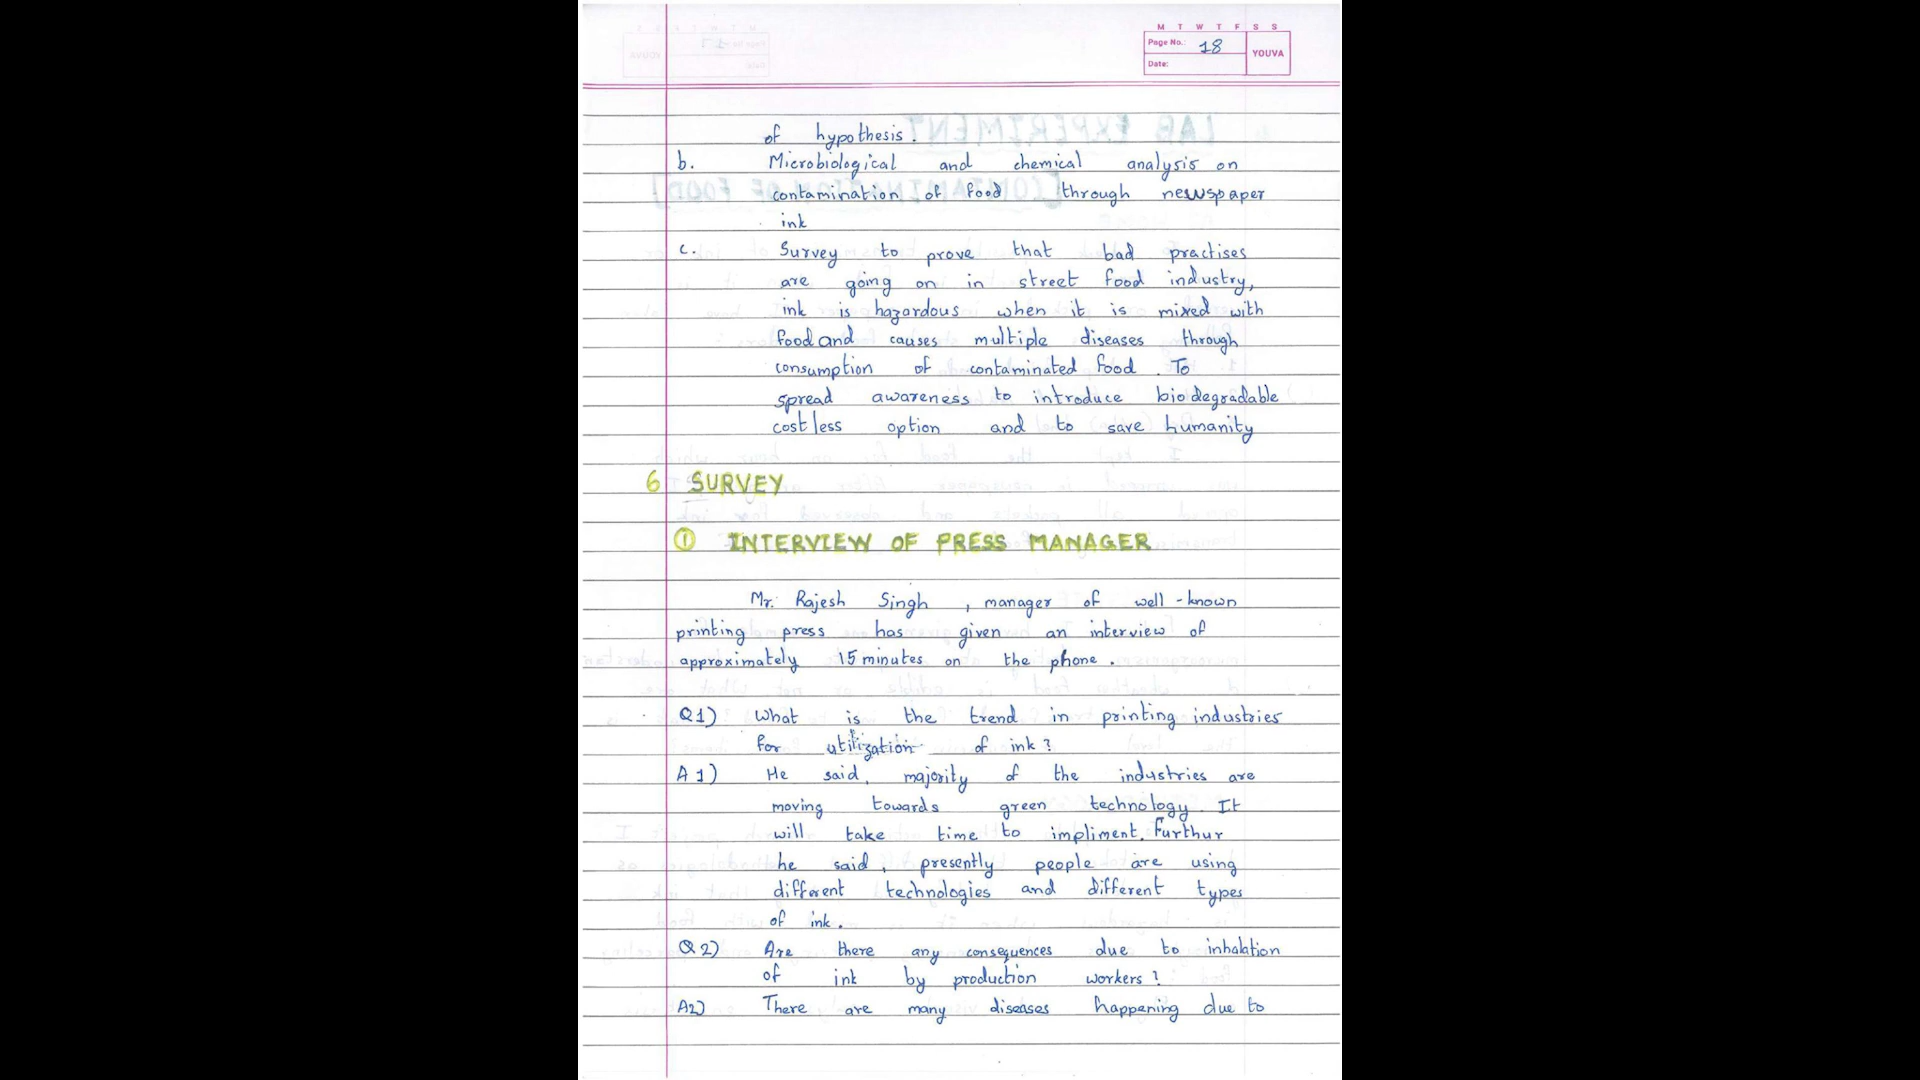 M T W T F S S
Page No.: 18
YOUVA
Date:
of hypothesis.
b. Microbiological and chemical analysis on
contamination of food through newspaper
ink
c. Survey to prove that bad practises
are going on in street food industry,
ink is hazardous when it is mixed with
food and causes multiple diseases through
consumption of contaminated food. To
spread awareness to introduce biodegradable
costless option and to save humanity
6 SURVEY
① INTERVIEW OF PRESS MANAGER
Mr. Rajesh Singh, manager of well-known
printing press has given an interview of
approximately 15 minutes on the phone.
Q1) What is the trend in printing industries
for utilization of ink?
A1) He said, majority of the industries are
moving towards green technology. It
will take time to impliment. Furthur
he said, presently people are using
different technologies and different types
of ink.
Q2) Are there any consequences due to inhalation
of ink by production workers?
A2) There are many diseases happening due to